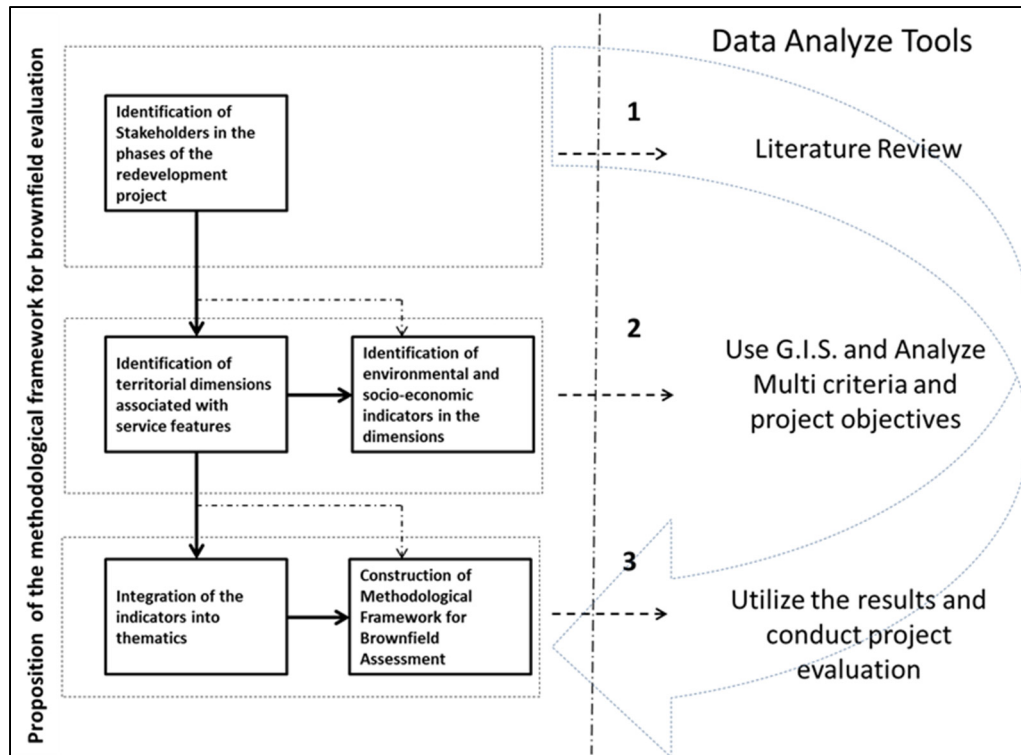 Proposition of the methodological framework for brownfield evaluation
Data Analyze Tools
Identification of
Stakeholders in the
phases of the
redevelopment
project
1
Literature Review
Identification of
territorial dimensions
associated with
service features
Identification of
environmental and
socio-economic
indicators in the
dimensions
2
Use G.I.S. and Analyze
Multi criteria and
project objectives
Integration of the
indicators into
thematics
Construction of
Methodological
Framework for
Brownfield
Assessment
3
Utilize the results and
conduct project
evaluation